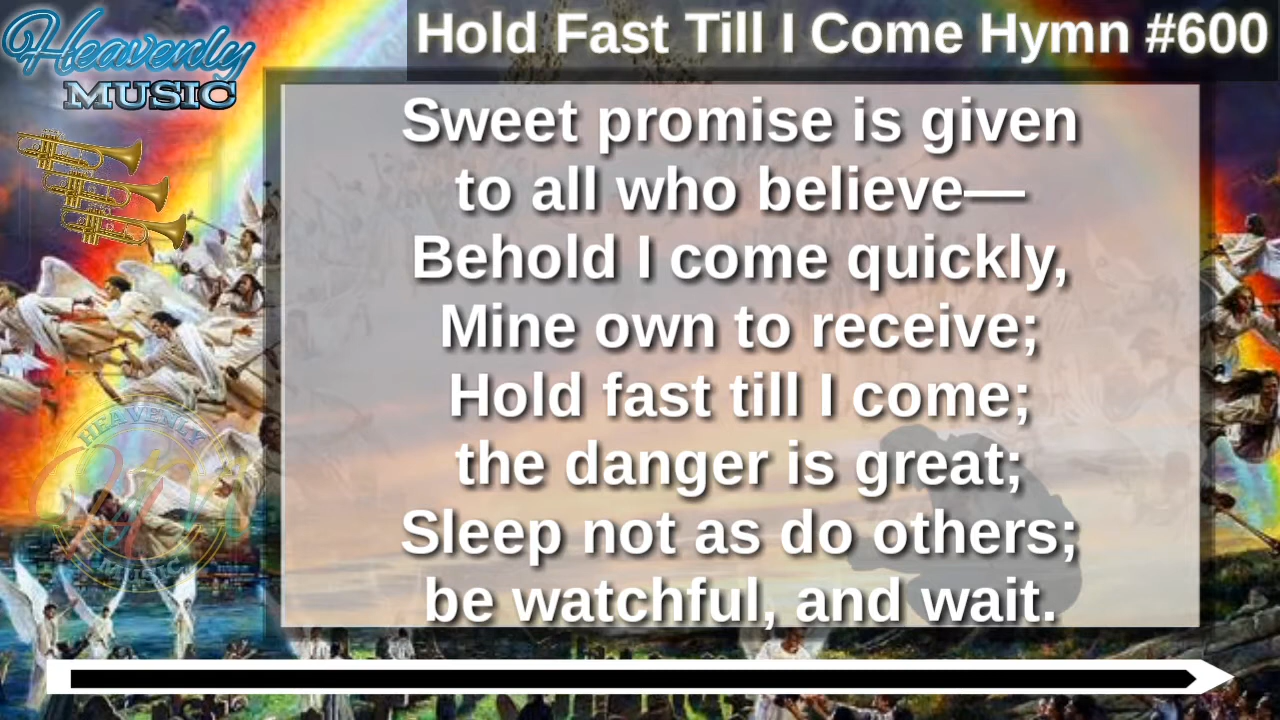 Heavenly
MUSIC
Hold Fast Till I Come Hymn #600
Sweet promise is given
to all who believe—
Behold I come quickly,
Mine own to receive;
Hold fast till I come;
the danger is great;
Sleep not as do others;
be watchful, and wait.
HEAVENLY
MUSIC